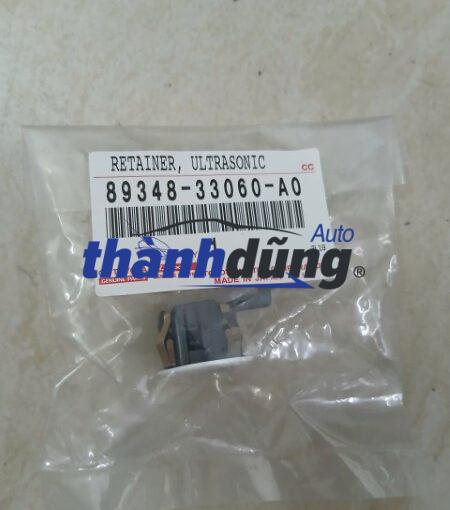 RETAINER, ULTRASONIC
CC
89348-33060-A0
Auto
thànhdũng®
MADE IN JAPAN